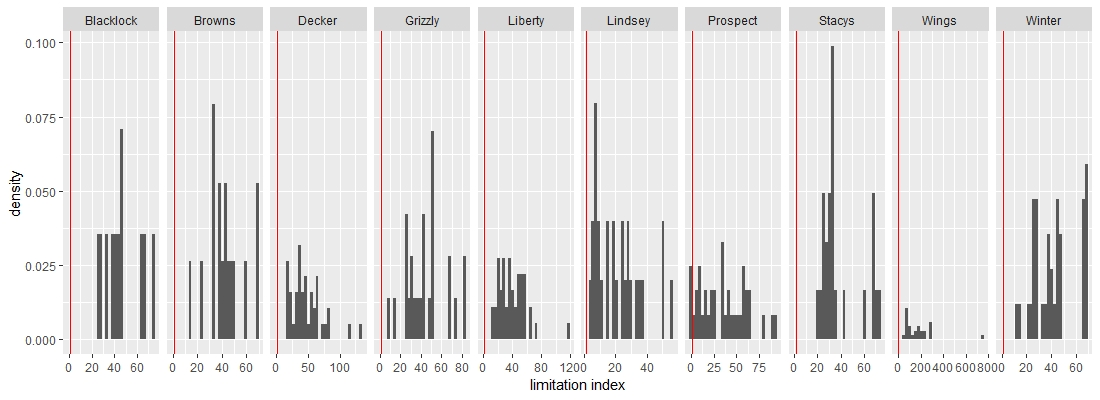 Blacklock Browns Decker Grizzly Liberty Lindsey Prospect Stacys Wings Winter
0.100
0.075
0.050
0.025
0.000
density
0 20 40 60 0 20 40 60 0 50 100 0 20 40 60 80 0 40 80 120 0 20 40 0 25 50 75 0 20 40 60 0 200 400 600 800 0 20 40 60
limitation index